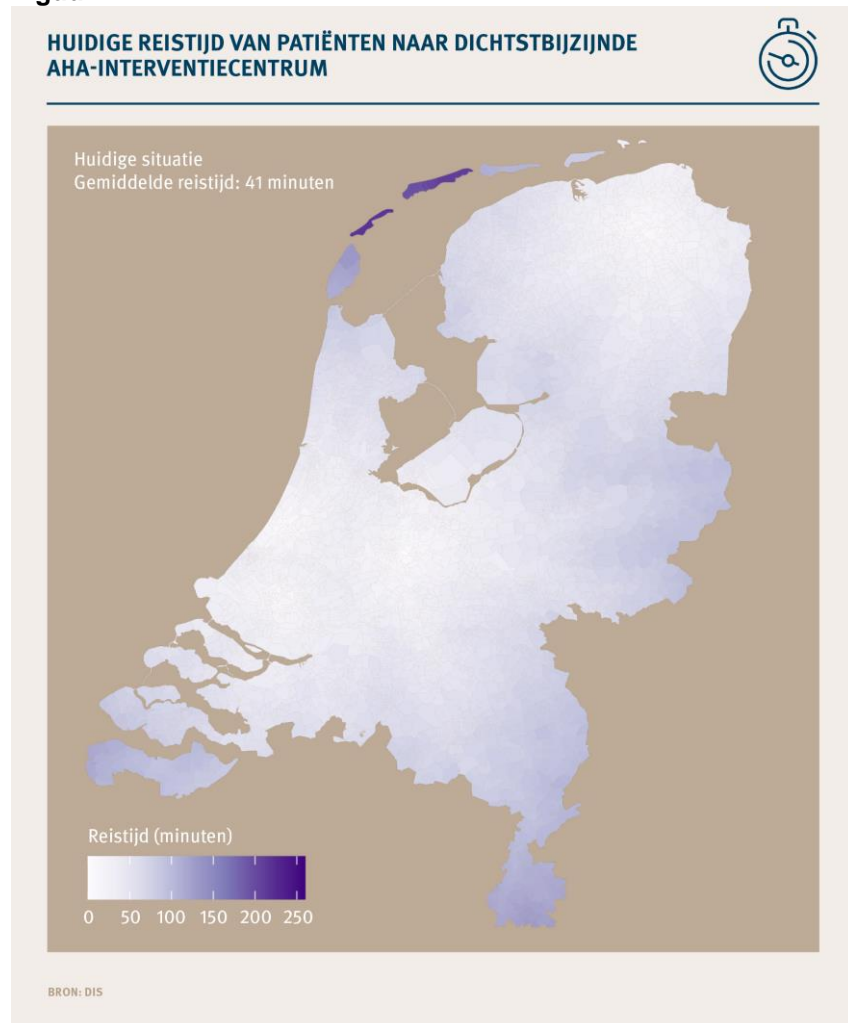 HUIDIGE REISTIJD VAN PATIËNTEN NAAR DICHTSTBIJZIJNDE
AHA-INTERVENTIECENTRUM
Huidige situatie
Gemiddelde reistijd: 41 minuten
Reistijd (minuten)
0 50 100 150 200 250
BRON: DIS